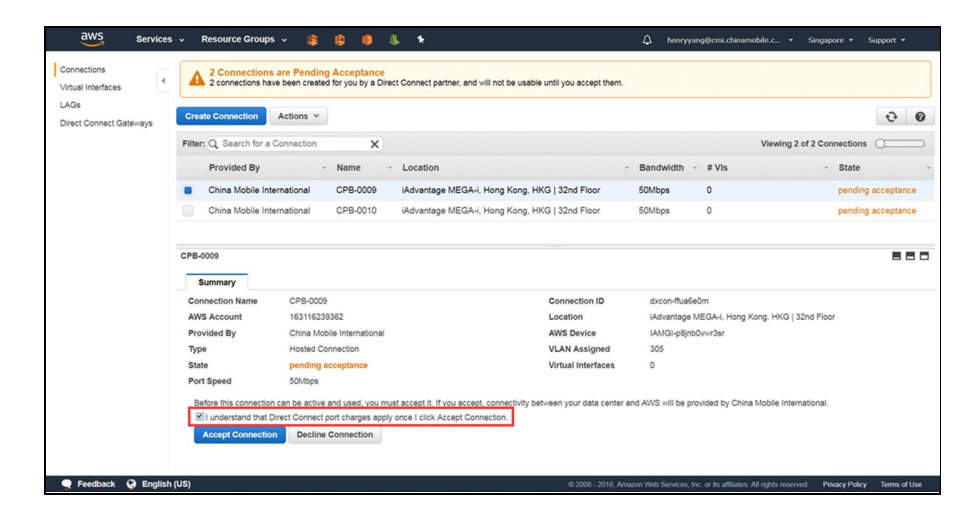 aws Services Resource Groups henryyang@cmi.chinamobile.c... Singapore Support
Connections
Virtual Interfaces
LAGs
Direct Connect Gateways
2 Connections are Pending Acceptance
2 connections have been created for you by a Direct Connect partner, and will not be usable until you accept them.
Create Connection Actions
Filter: Search for a Connection X Viewing 2 of 2 Connections
Provided By Name Location Bandwidth # VIs State
China Mobile International CPB-0009 iAdvantage MEGA-i, Hong Kong, HKG | 32nd Floor 50Mbps 0 pending acceptance
China Mobile International CPB-0010 iAdvantage MEGA-i, Hong Kong, HKG | 32nd Floor 50Mbps 0 pending acceptance
CPB-0009
Summary
Connection Name CPB-0009 Connection ID dxcon-ffua6e0m
AWS Account 163116239362 Location iAdvantage MEGA-i, Hong Kong, HKG | 32nd Floor
Provided By China Mobile International AWS Device IAMGI-p8jnb0vwr3sr
Type Hosted Connection VLAN Assigned 305
State pending acceptance Virtual Interfaces 0
Port Speed 50Mbps
Before this connection can be active and used, you must accept it. If you accept, connectivity between your data center and AWS will be provided by China Mobile International.
I understand that Direct Connect port charges apply once I click Accept Connection.
Accept Connection Decline Connection
Feedback English (US) © 2008 - 2018, Amazon Web Services, Inc. or its affiliates. All rights reserved. Privacy Policy Terms of Use